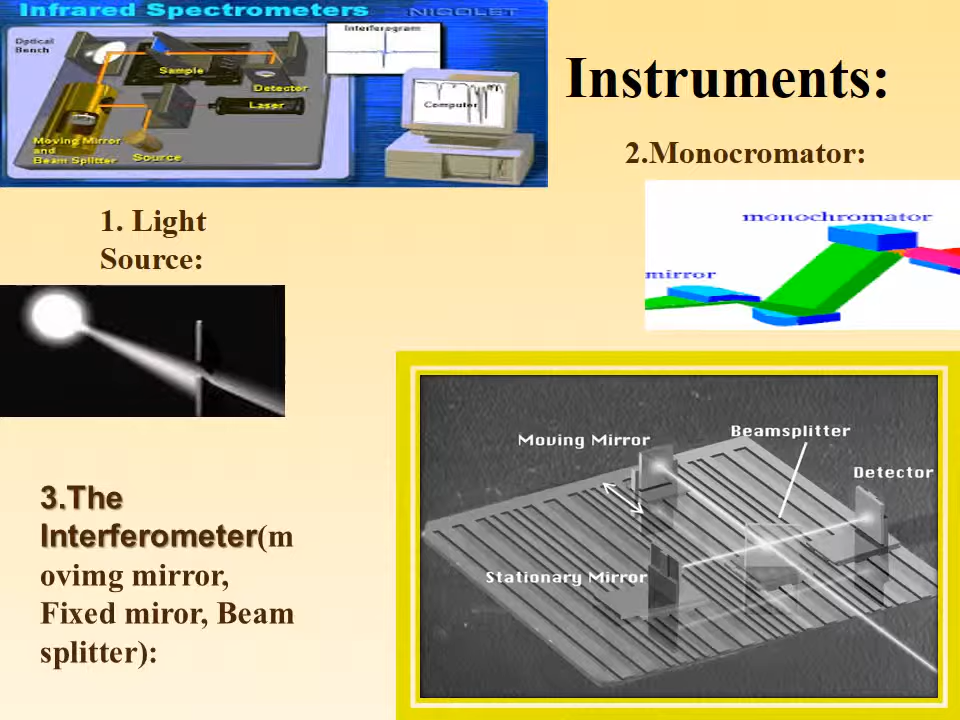 Infrared Spectrometers NICOLET
Optical
Bench
Interferogram
Sample
Detector
Laser
Computer
Moving Mirror
and
Beam Splitter
Source
Instruments:
2.Monocromator:
monochromator
mirror
1. Light
Source:
Moving Mirror
Beamsplitter
Detector
Stationary Mirror
3.The
Interferometer(m
ovimg mirror,
Fixed miror, Beam
splitter):